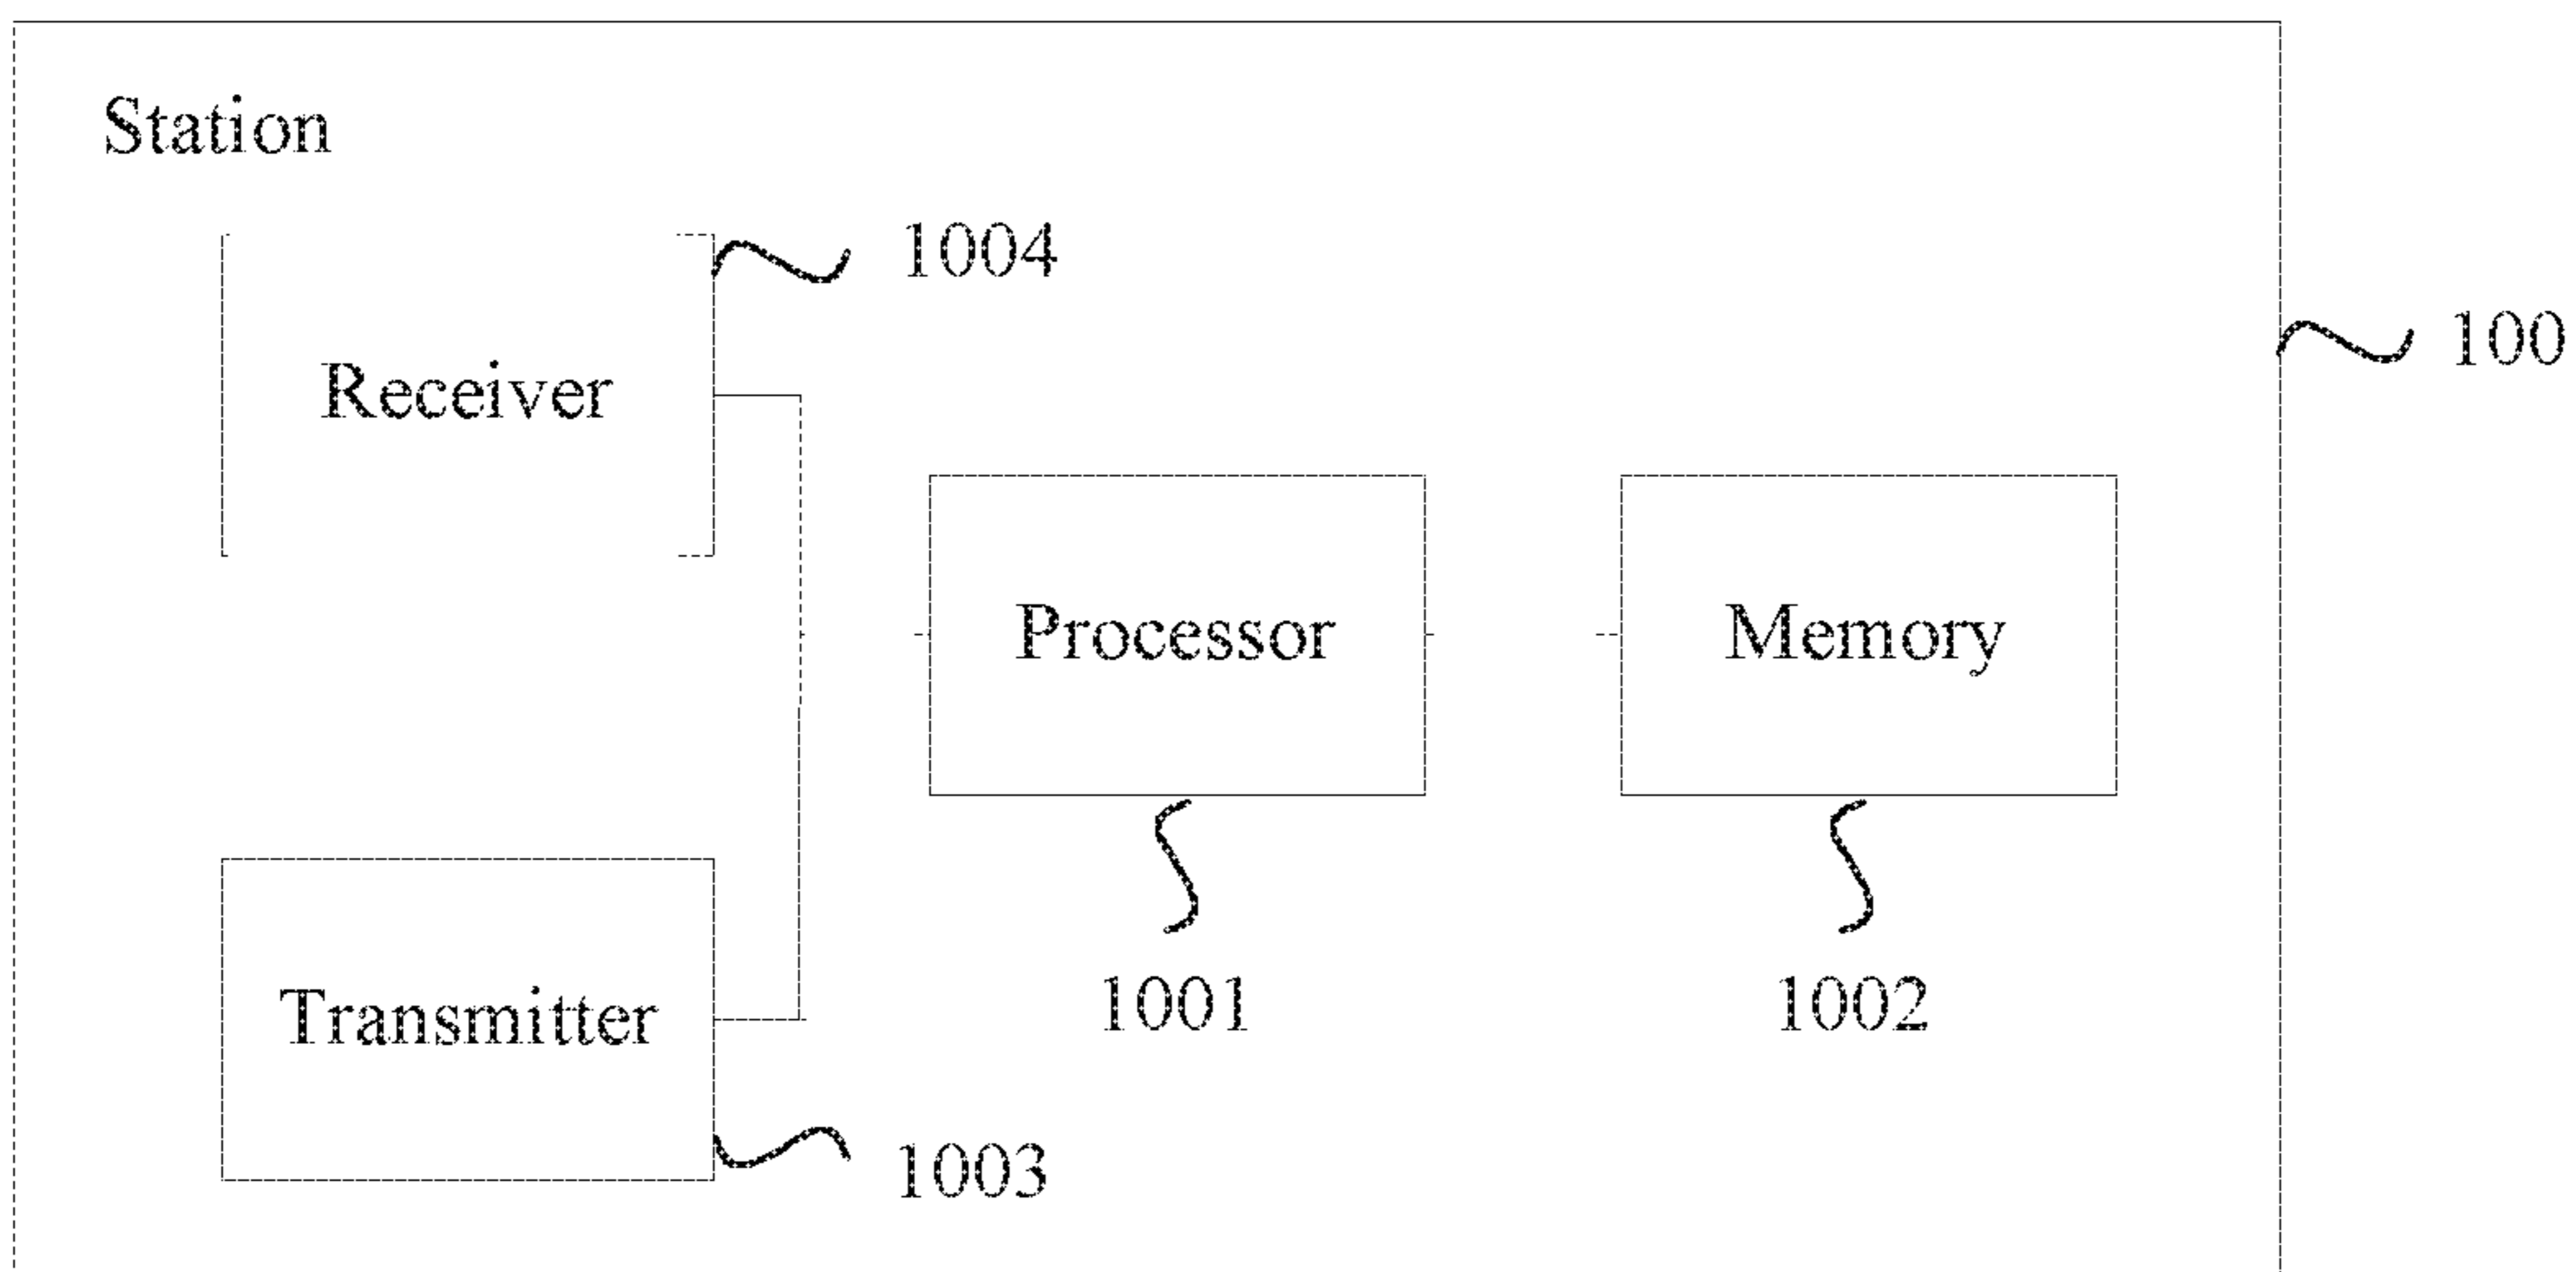 Station
1004
100
Receiver
Processor
Memory
1001
1002
Transmitter
1003